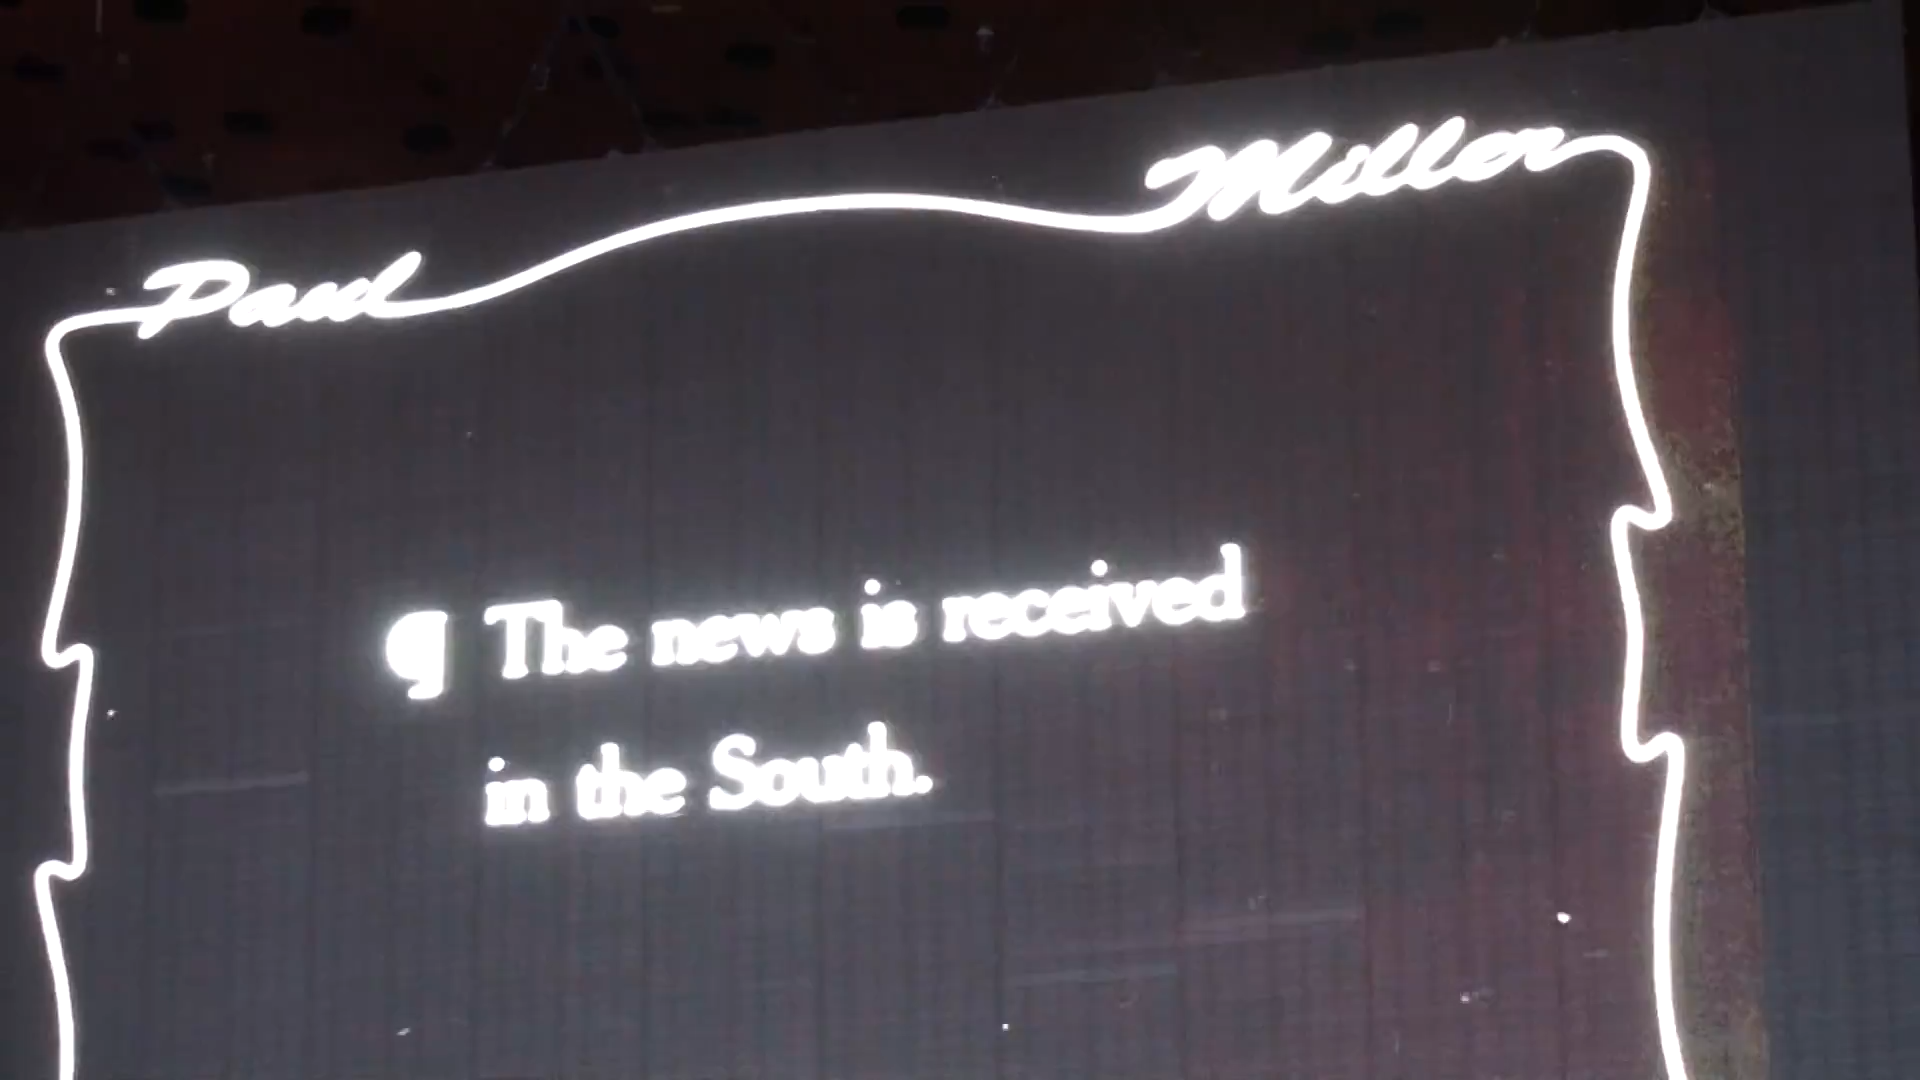 Paul Miller
¶ The news is received
in the South.